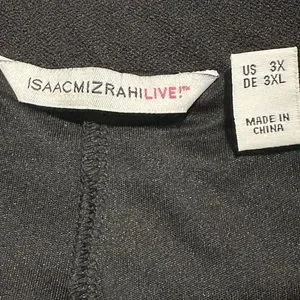 ISAACMIZRAHILIVE!™
US 3X
DE 3XL
MADE IN
CHINA